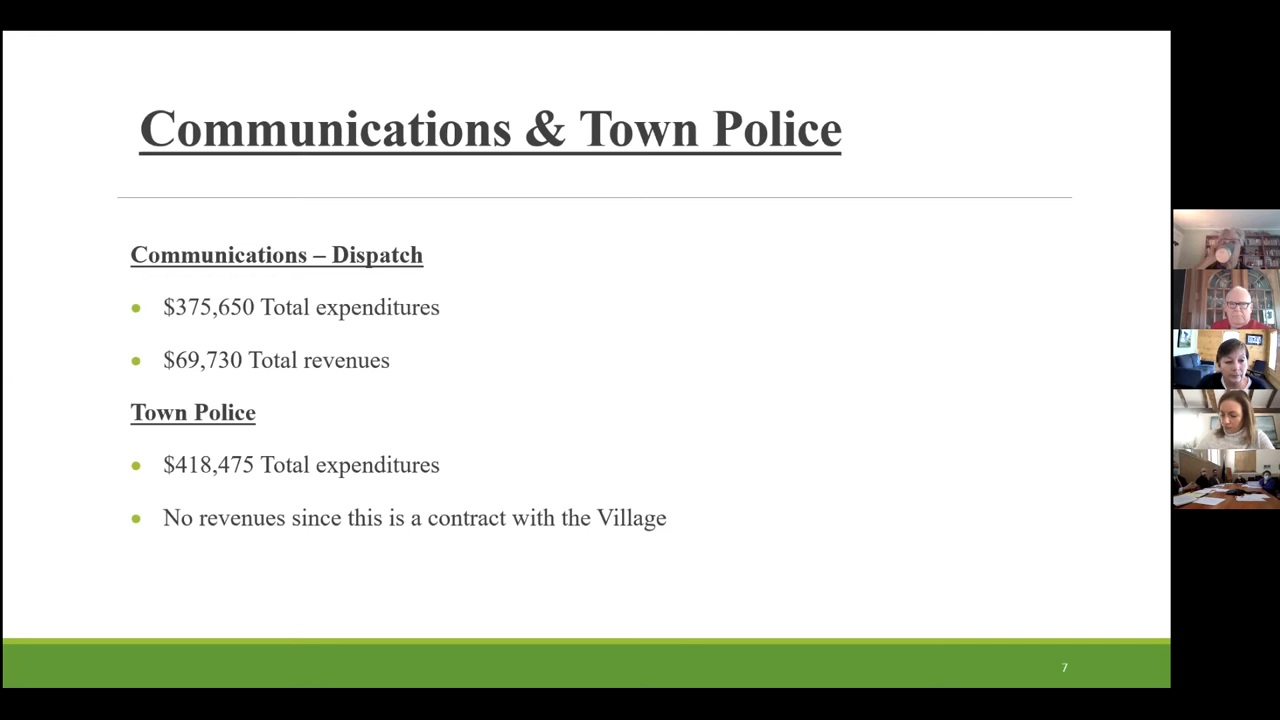 Communications & Town Police
Communications – Dispatch
• $375,650 Total expenditures
• $69,730 Total revenues
Town Police
• $418,475 Total expenditures
• No revenues since this is a contract with the Village
7